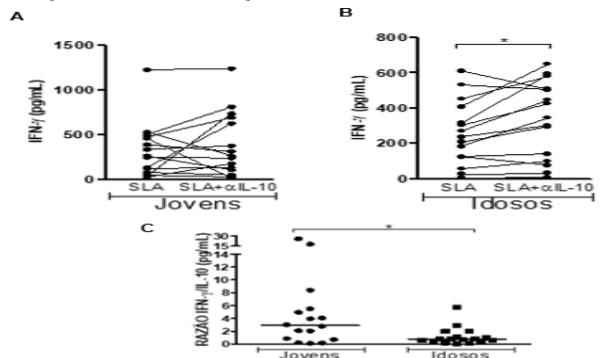 A
IFN-γ (pg/mL)
1500
1000
500
0
SLA SLA+αIL-10
Jovens
B
*
IFN-γ (pg/mL)
800
600
400
200
0
SLA SLA+αIL-10
Idosos
C
*
RAZÃO IFN-γ/IL-10 (pg/mL)
30
15
14
12
10
8
6
4
2
0
Jovens Idosos